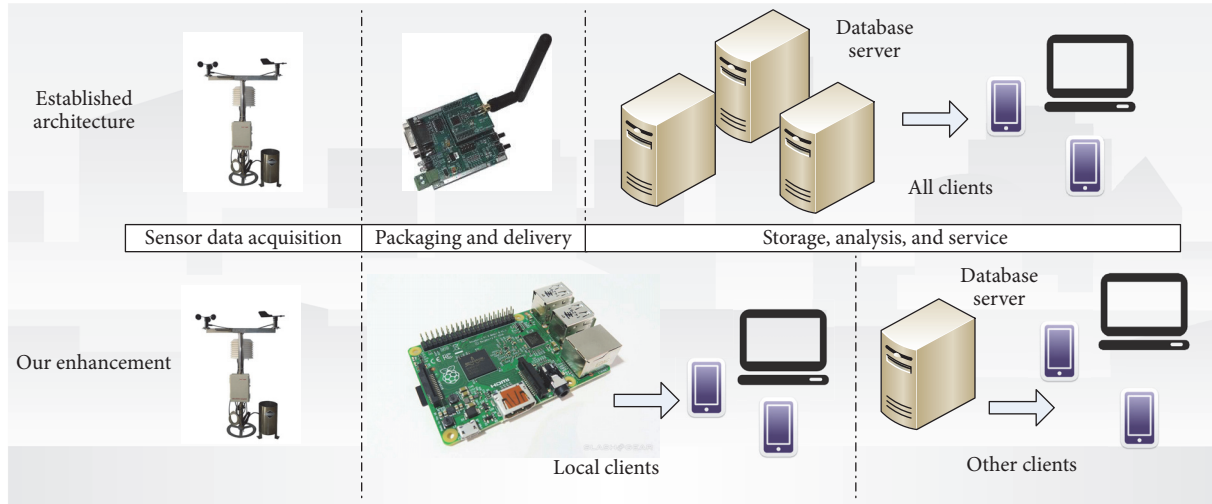 Established
architecture
Database
server
All clients
Sensor data acquisition
Packaging and delivery
Storage, analysis, and service
Our enhancement
HDMI
Local clients
Database
server
Other clients